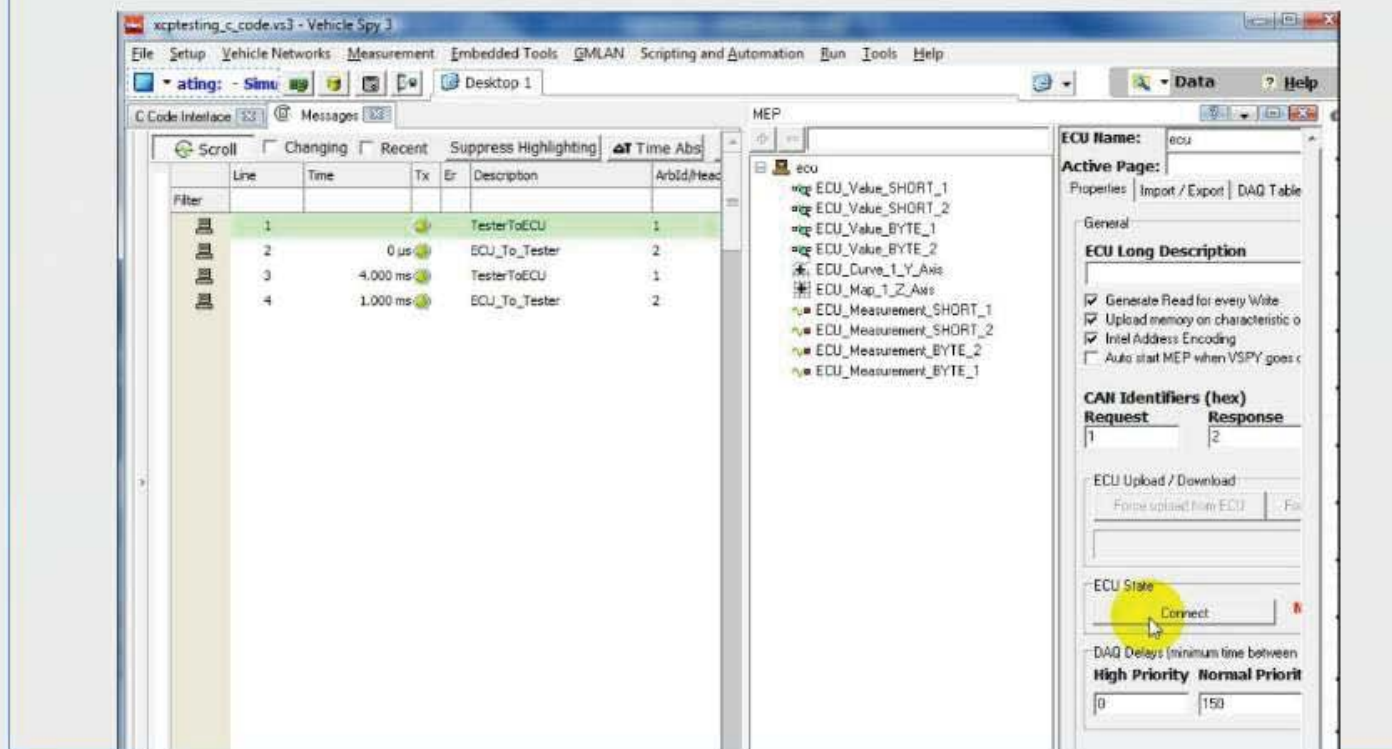 xcptesting_c_code.vs3 - Vehicle Spy 3
File Setup Vehicle Networks Measurement Embedded Tools GMLAN Scripting and Automation Run Tools Help
ating: - Simu Desktop 1 Data ? Help
C Code Interlace Messages MEP
Scroll Changing Recent Suppress Highlighting ΔT Time Abs
Line Time Tx Er Description ArbId/Head
Filter
1 TesterToECU 1
2 0 µs ECU_To_Tester 2
3 4.000 ms TesterToECU 1
4 1.000 ms ECU_To_Tester 2
ecu
ECU_Value_SHORT_1
ECU_Value_SHORT_2
ECU_Value_BYTE_1
ECU_Value_BYTE_2
ECU_Curve_1_Y_Axis
ECU_Map_1_Z_Axis
ECU_Measurement_SHORT_1
ECU_Measurement_SHORT_2
ECU_Measurement_BYTE_2
ECU_Measurement_BYTE_1
ECU Name: ecu
Active Page:
Properties Import / Export DAQ Table
General
ECU Long Description
Generate Read for every Write
Upload memory on characteristic o
Intel Address Encoding
Auto start MEP when VSPY goes
CAN Identifiers (hex)
Request Response
1 2
ECU Upload / Download
Force upload from ECU Fo
ECU State
Connect
DAQ Delays (minimum time between
High Priority Normal Priorit
0 150